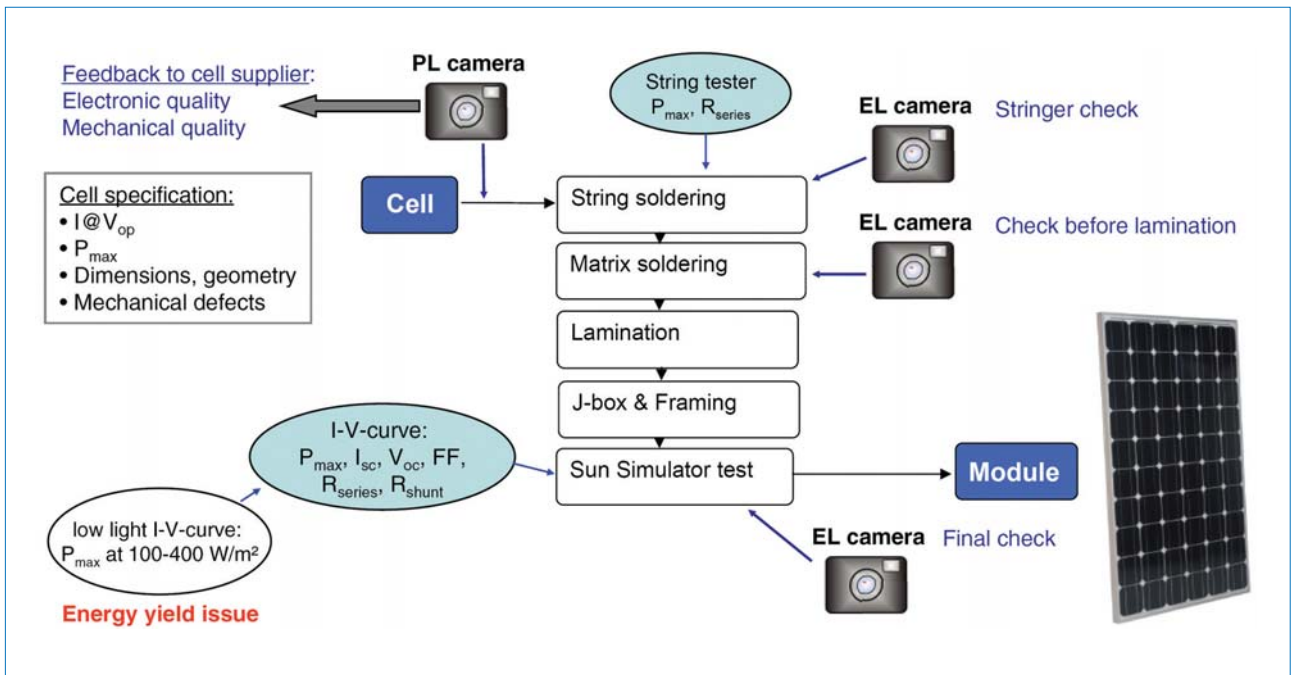 Feedback to cell supplier:
Electronic quality
Mechanical quality
PL camera
String tester
Pmax, Rseries
EL camera
Stringer check
Cell specification:
• I@Vop
• Pmax
• Dimensions, geometry
• Mechanical defects
Cell
String soldering
EL camera
Check before lamination
Matrix soldering
Lamination
J-box & Framing
I-V-curve:
Pmax, Isc, Voc, FF,
Rseries, Rshunt
Sun Simulator test
Module
low light I-V-curve:
Pmax at 100-400 W/m²
Energy yield issue
EL camera
Final check